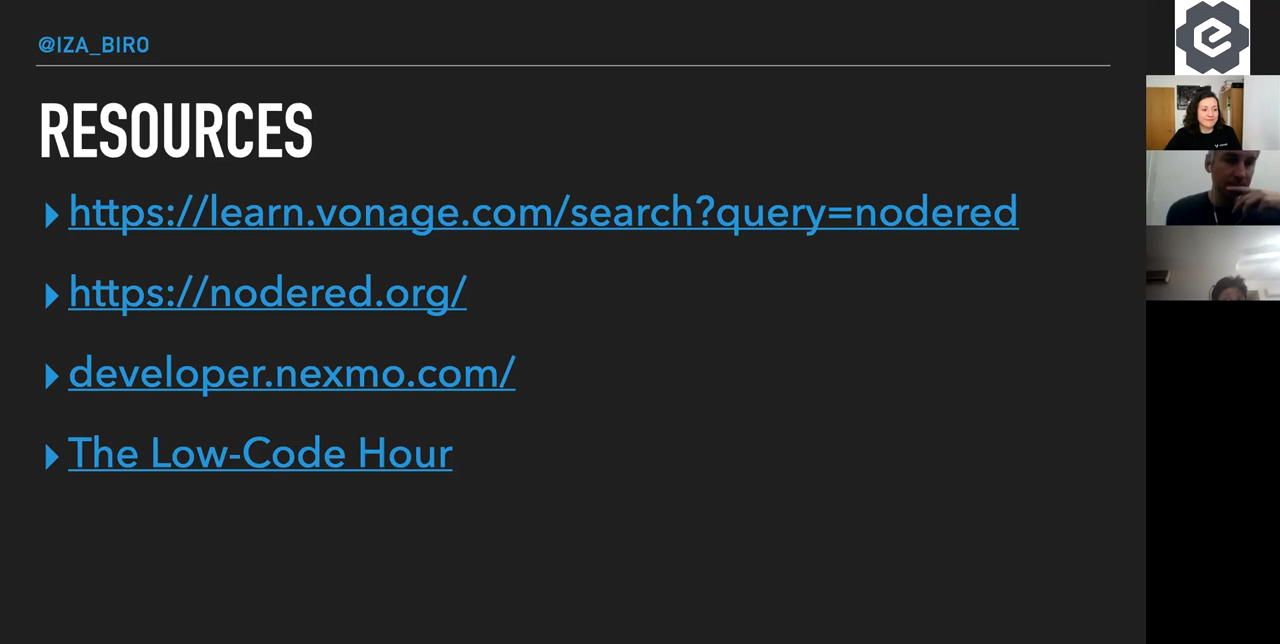 @IZA_BIRO
RESOURCES
https://learn.vonage.com/search?query=nodered
https://nodered.org/
developer.nexmo.com/
The Low-Code Hour